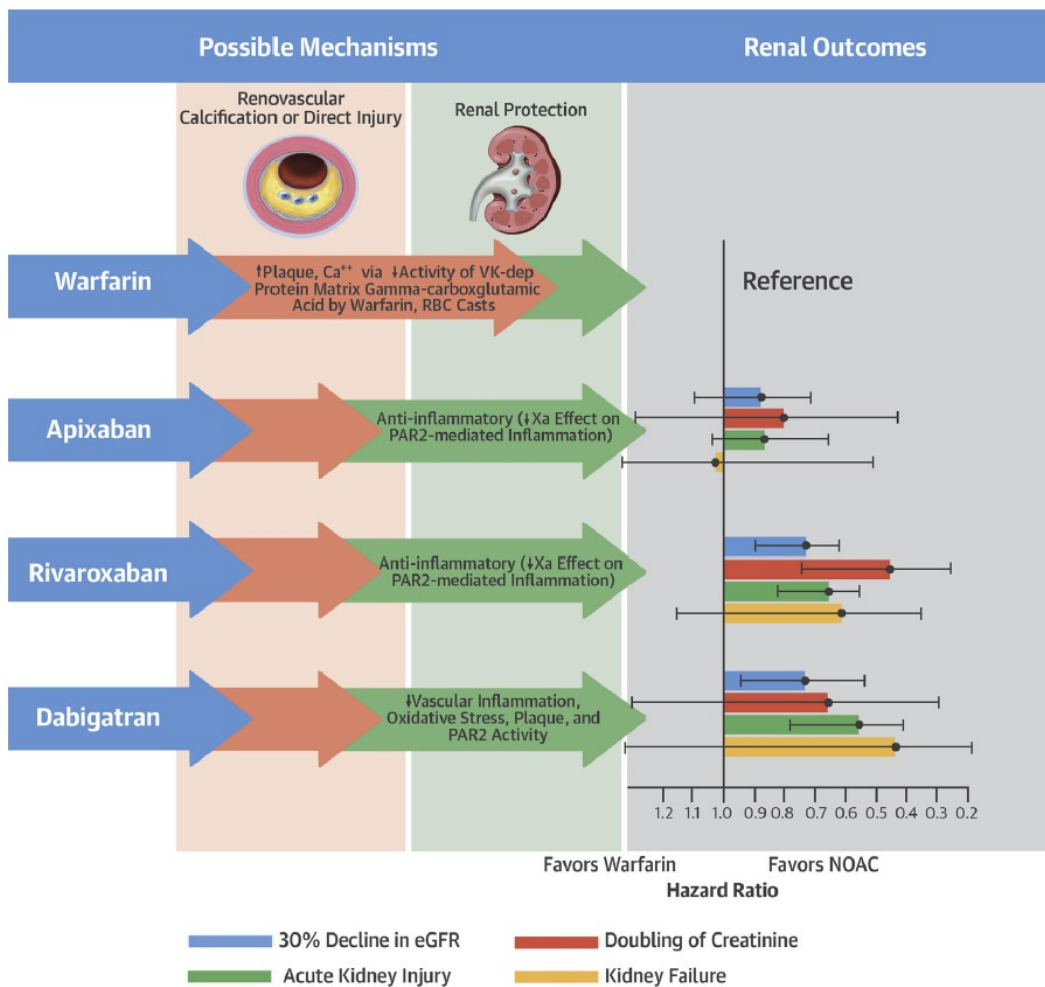 Possible Mechanisms
Renal Outcomes
Renovascular
Calcification or Direct Injury
Renal Protection
Warfarin
↑Plaque, Ca++ via ↓Activity of VK-dep
Protein Matrix Gamma-carboxglutamic
Acid by Warfarin, RBC Casts
Reference
Apixaban
Anti-inflammatory (↓Xa Effect on
PAR2-mediated Inflammation)
Rivaroxaban
Anti-inflammatory (↓Xa Effect on
PAR2-mediated Inflammation)
Dabigatran
↓Vascular Inflammation,
Oxidative Stress, Plaque, and
PAR2 Activity
1.2 1.1 1.0 0.9 0.8 0.7 0.6 0.5 0.4 0.3 0.2
Favors Warfarin
Favors NOAC
Hazard Ratio
30% Decline in eGFR
Doubling of Creatinine
Acute Kidney Injury
Kidney Failure